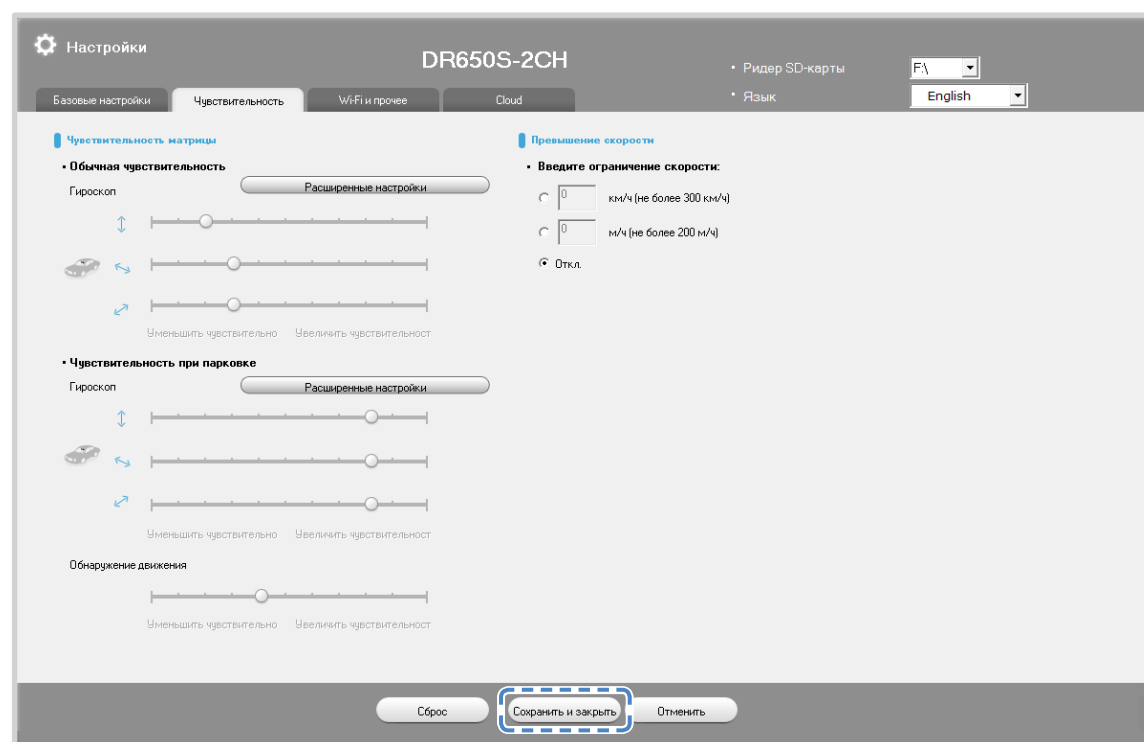 Настройки
DR650S-2CH
• Ридер SD-карты
F:\
• Язык
English
Базовые настройки
Чувствительность
Wi-Fi и прочее
Cloud
Чувствительность матрицы
• Обычная чувствительность
Гироскоп
Расширенные настройки
Уменьшить чувствительно
Увеличить чувствительност
• Чувствительность при парковке
Гироскоп
Расширенные настройки
Уменьшить чувствительно
Увеличить чувствительност
Обнаружение движения
Уменьшить чувствительно
Увеличить чувствительност
Превышение скорости
• Введите ограничение скорости:
0 км/ч (не более 300 км/ч)
0 м/ч (не более 200 м/ч)
Откл.
Сброс
Сохранить и закрыть
Отменить